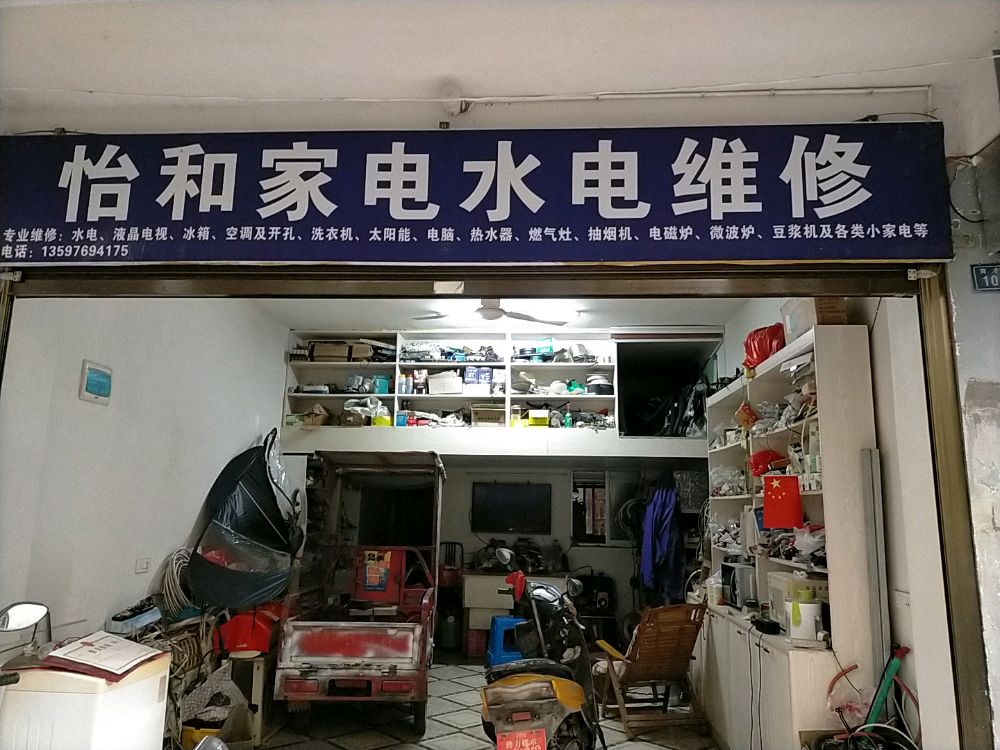 怡和家电水电维修
专业维修：水电、液晶电视、冰箱、空调及开孔、洗衣机、太阳能、电脑、热水器、燃气灶、抽烟机、电磁炉、微波炉、豆浆机及各类小家电等
电话：13597694175
10